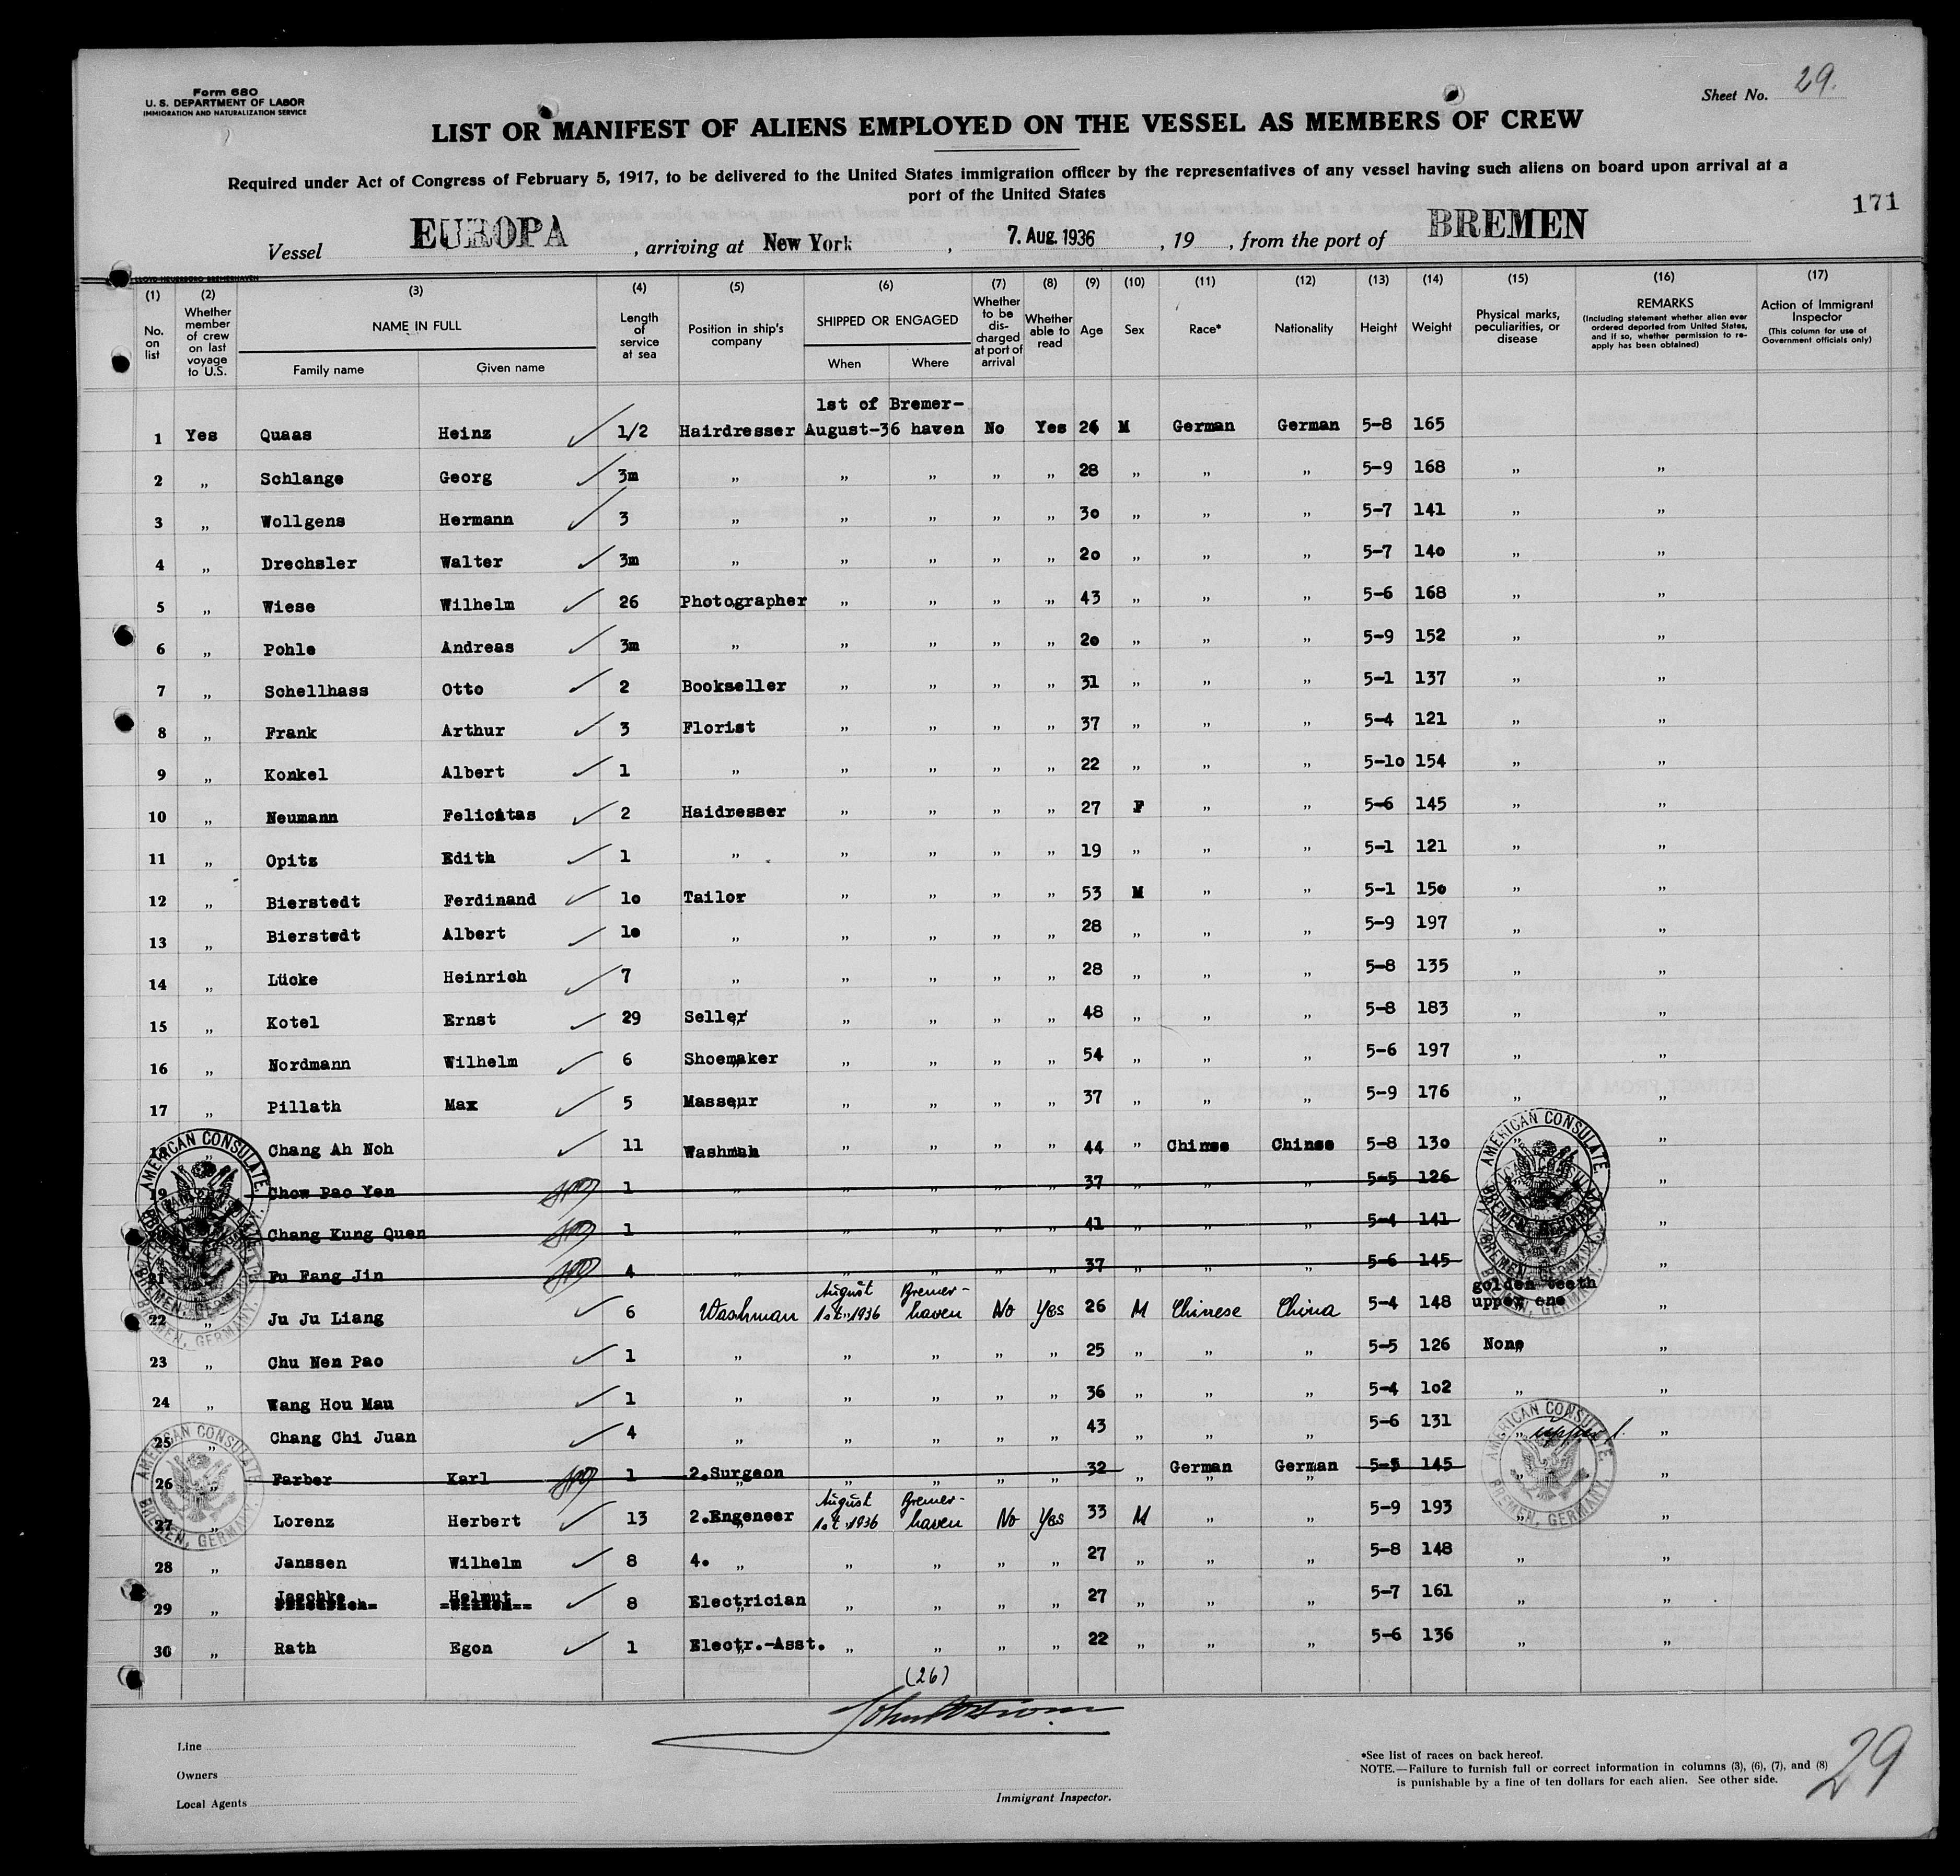 Form 680
U. S. DEPARTMENT OF LABOR
IMMIGRATION AND NATURALIZATION SERVICE
Sheet No. 29.
LIST OR MANIFEST OF ALIENS EMPLOYED ON THE VESSEL AS MEMBERS OF CREW
Required under Act of Congress of February 5, 1917, to be delivered to the United States immigration officer by the representatives of any vessel having such aliens on board upon arrival at a
port of the United States
171
Vessel EUROPA, arriving at New York, 7. Aug. 1936, 19, from the port of BREMEN
(1) (2) (3) (4) (5) (6) (7) (8) (9) (10) (11) (12) (13) (14) (15) (16) (17)
No. on list
Whether member of crew on last voyage to U.S.
NAME IN FULL
Family name
Given name
Length of service at sea
Position in ship's company
SHIPPED OR ENGAGED
When
Where
Whether to be discharged at port of arrival
Whether able to read
Age
Sex
Race*
Nationality
Height
Weight
Physical marks, peculiarities, or disease
REMARKS
(Including statement whether alien ever ordered deported from United States, and if so, whether permission to reapply has been obtained)
Action of Immigrant Inspector
(This column for use of Government officials only)
1st of Bremer-
1 Yes Quaas Heinz 1/2 Hairdresser August-36 haven No Yes 26 M German German 5-8 165
2 " Schlange Georg 3m " " " " " 28 " " " 5-9 168 " "
3 " Wollgens Hermann 3 " " " " " 30 " " " 5-7 141 " "
4 " Drechsler Walter 3m " " " " " 20 " " " 5-7 140 " "
5 " Wiese Wilhelm 26 Photographer " " " " 43 " " " 5-6 168 " "
6 " Pohle Andreas 3m " " " " " 20 " " " 5-9 152 " "
7 " Schellhass Otto 2 Bookseller " " " " 31 " " " 5-1 137 " "
8 " Frank Arthur 3 Florist " " " " 37 " " " 5-4 121 " "
9 " Konkel Albert 1 " " " " " 22 " " " 5-10 154 " "
10 " Neumann Felicitas 2 Haidresser " " " " 27 F " " 5-6 145 " "
11 " Opitz Edith 1 " " " " " 19 " " " 5-1 121 " "
12 " Bierstedt Ferdinand 10 Tailor " " " " 53 M " " 5-1 150 " "
13 " Bierstedt Albert 10 " " " " " 28 " " " 5-9 197 " "
14 " Lücke Heinrich 7 " " " " " 28 " " " 5-8 135 " "
15 " Kotel Ernst 29 Seller " " " " 48 " " " 5-8 183 " "
16 " Nordmann Wilhelm 6 Shoemaker " " " " 54 " " " 5-6 197 " "
17 " Pillath Max 5 Masseur " " " " 37 " " " 5-9 176 " "
18 " Chang Ah Noh 11 Washman " " " " 44 " Chinse Chinse 5-8 130 " "
19 Chow Pao Yen 1 " " " " " 37 " " " 5-5 126 "
Chang Kung Quen 1 " " " " " 41 " " " 5-4 141 "
21 Fu Fang Jin 4 " " " " " 37 " " " 5-6 145 "
golden teeth
August Bremer-
22 " Ju Ju Liang 6 Washman 1st.,1936 haven No Yes 26 M Chinese China 5-4 148 upper one "
23 " Chu Nen Pao 1 " " " " " 25 " " " 5-5 126 None "
24 " Wang Hou Mau 1 " " " " " 36 " " " 5-4 102 " "
25 " Chang Chi Juan 4 " " " " " 43 " " " 5-6 131 " "
26 " Farber Karl 1 2.Surgeon " " " " 32 " German German 5-5 145 " "
August Bremer-
27 " Lorenz Herbert 13 2.Engeneer 1st.,1936 haven No Yes 33 M " " 5-9 193 "
28 " Janssen Wilhelm 8 4. " " " " " 27 " " " 5-8 148 " "
29 " Jaschke Helmut 8 Electrician " " " " 27 " " " 5-7 161 " "
30 " Rath Egon 1 Electr.-Asst. " " " " 22 " " " 5-6 136 " "
AMERICAN CONSULATE, BREMEN, GERMANY.
AMERICAN CONSULATE, BREMEN, GERMANY.
AMERICAN CONSULATE, BREMEN, GERMANY.
AMERICAN CONSULATE, BREMEN, GERMANY.
(26)
Line
Owners
Local Agents
Immigrant Inspector.
*See list of races on back hereof.
NOTE.—Failure to furnish full or correct information in columns (3), (6), (7), and (8)
is punishable by a fine of ten dollars for each alien. See other side.
29